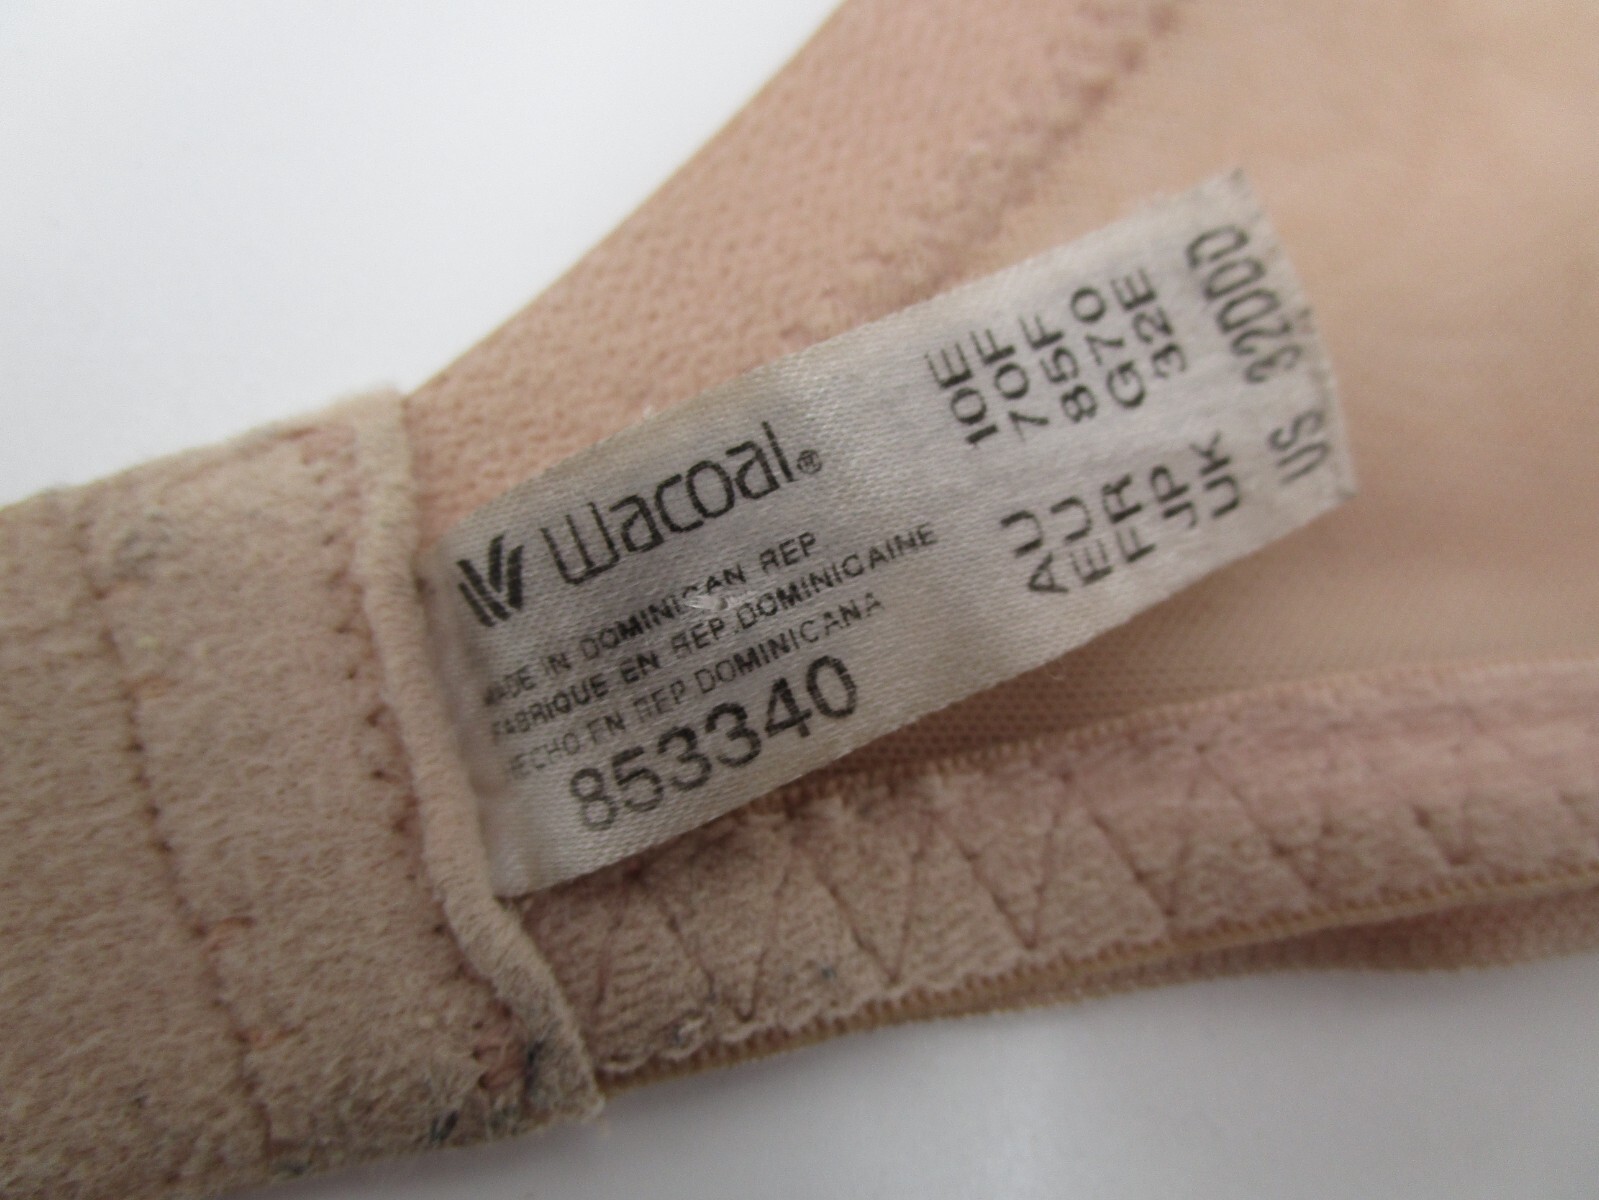 Wacoal®
MADE IN DOMINICAN REP
FABRIQUE EN REP.DOMINICAINE
HECHO EN REP DOMINICANA
853340
AU 10E
EU 70F
FR 85F
JP G70
UK 32E
US 32DDD